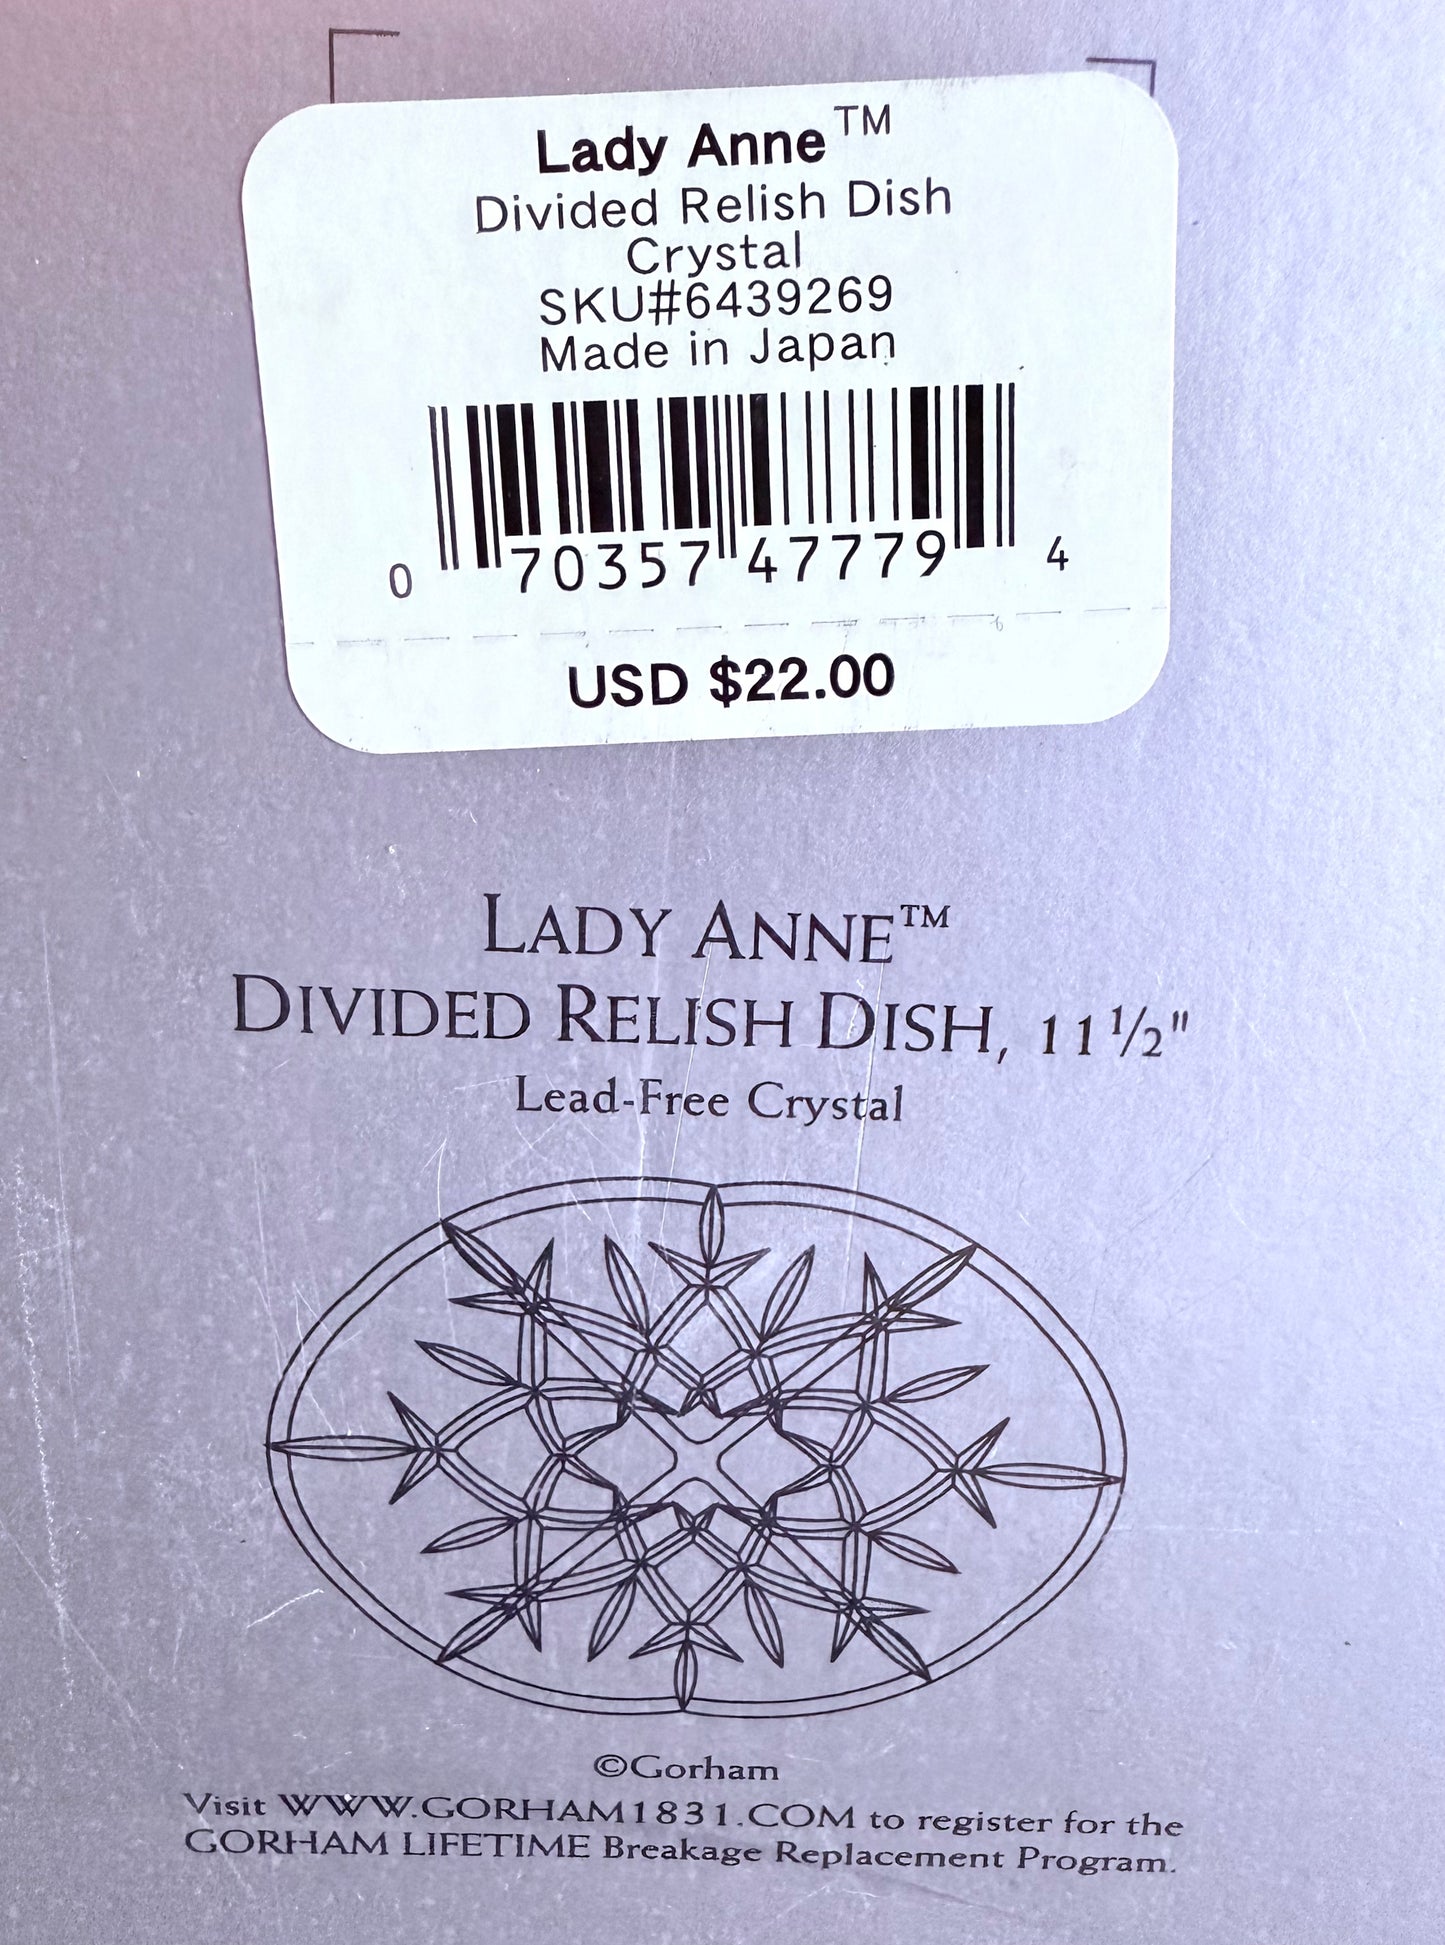 Lady Anne™
Divided Relish Dish
Crystal
SKU#6439269
Made in Japan
0 70357 47779 4
USD $22.00
LADY ANNE™
DIVIDED RELISH DISH, 11 ½"
Lead-Free Crystal
©Gorham
Visit WWW.GORHAM1831.COM to register for the
GORHAM LIFETIME Breakage Replacement Program.